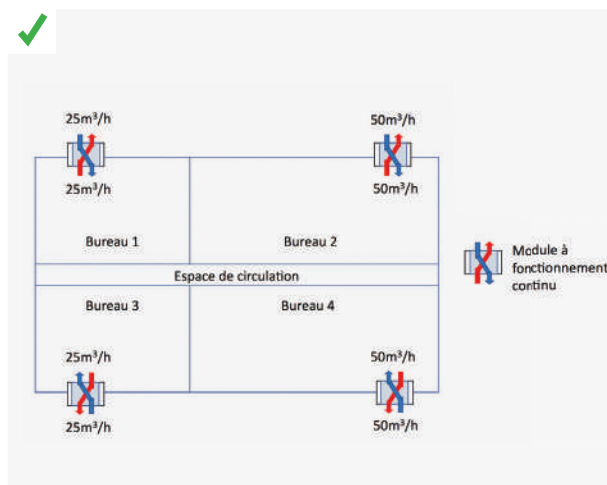 25m³/h
50m³/h
25m³/h
50m³/h
Bureau 1
Bureau 2
Module à
fonctionnement
continu
Espace de circulation
Bureau 3
Bureau 4
25m³/h
50m³/h
25m³/h
50m³/h